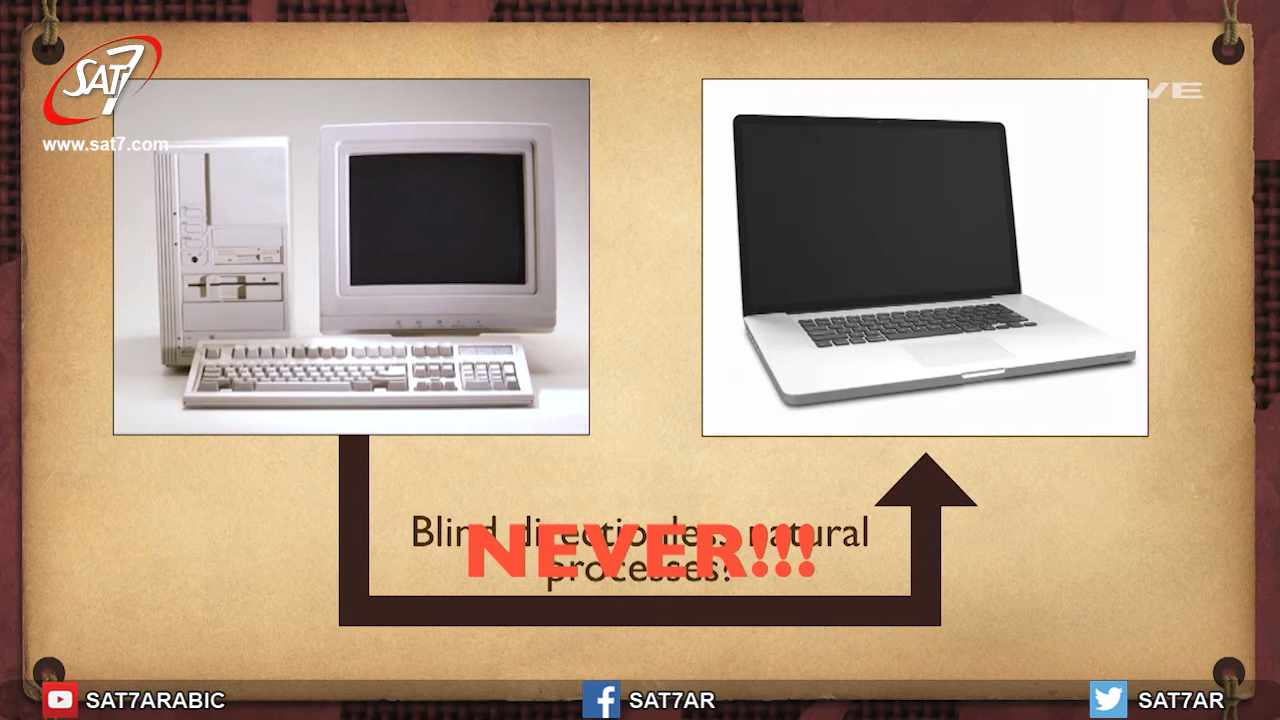 SAT7
www.sat7.com
Blind directionless natural
processes?
NEVER!!!
SAT7ARABIC
SAT7AR
SAT7AR